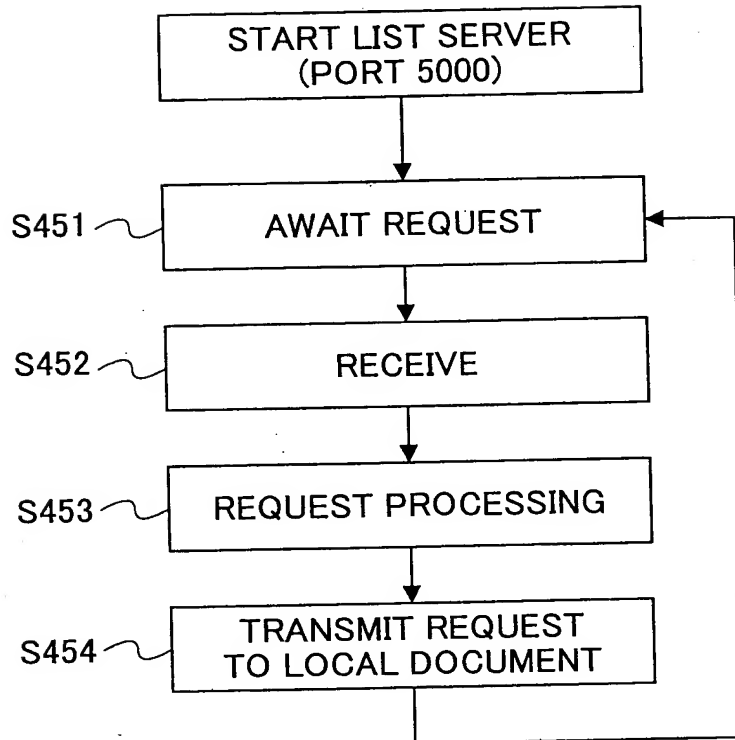 START LIST SERVER
(PORT 5000)
S451
AWAIT REQUEST
S452
RECEIVE
S453
REQUEST PROCESSING
S454
TRANSMIT REQUEST
TO LOCAL DOCUMENT